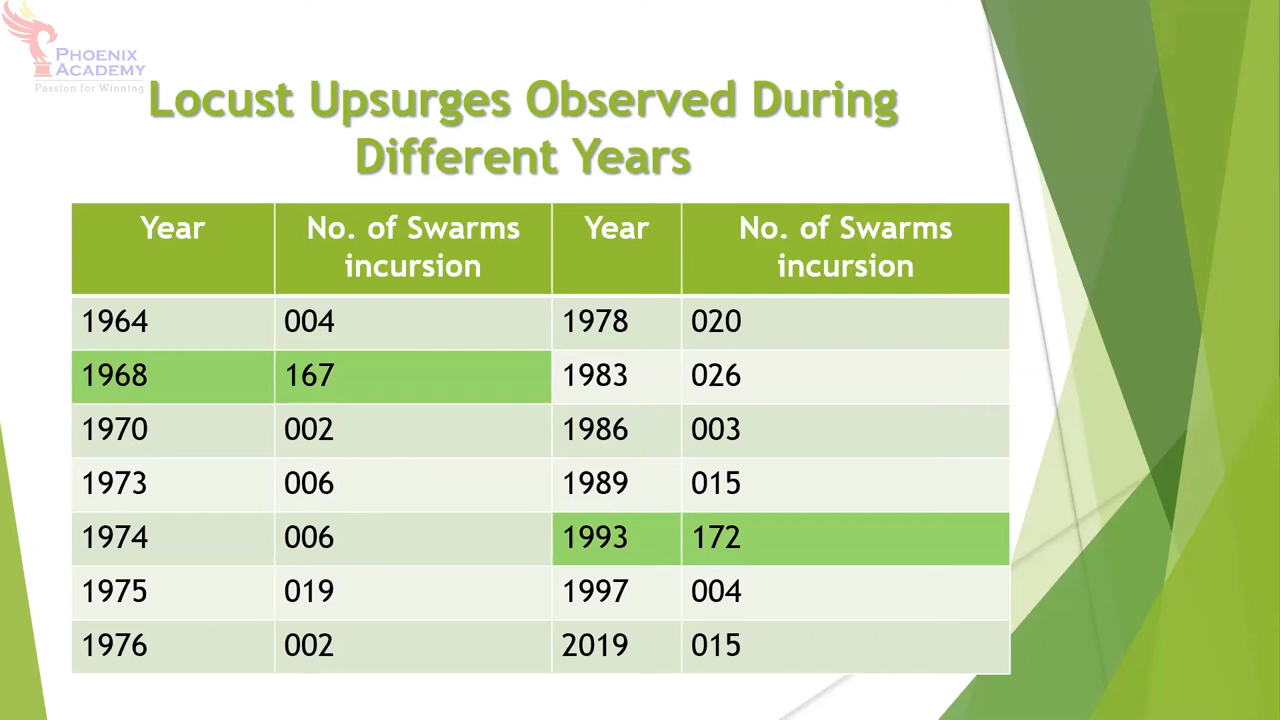 PHOENIX
ACADEMY
Passion for Winning
Locust Upsurges Observed During
Different Years
Year No. of Swarms incursion Year No. of Swarms incursion
1964 004 1978 020
1968 167 1983 026
1970 002 1986 003
1973 006 1989 015
1974 006 1993 172
1975 019 1997 004
1976 002 2019 015